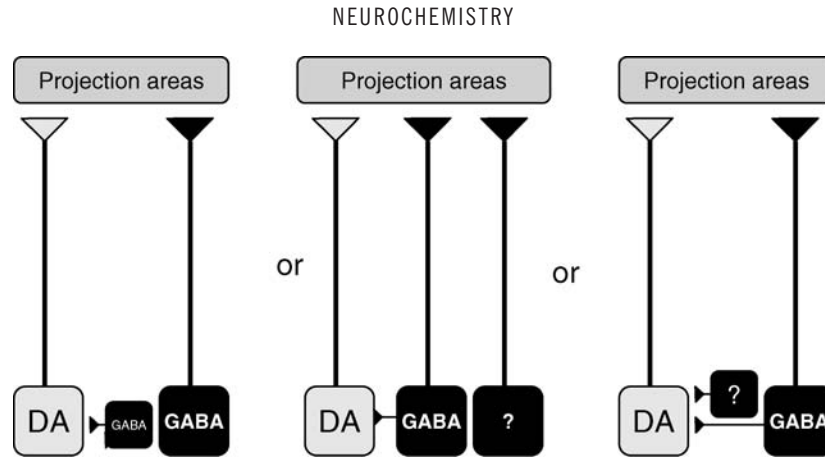 NEUROCHEMISTRY
Projection areas Projection areas Projection areas
or
or
DA GABA GABA DA GABA ? DA ? GABA